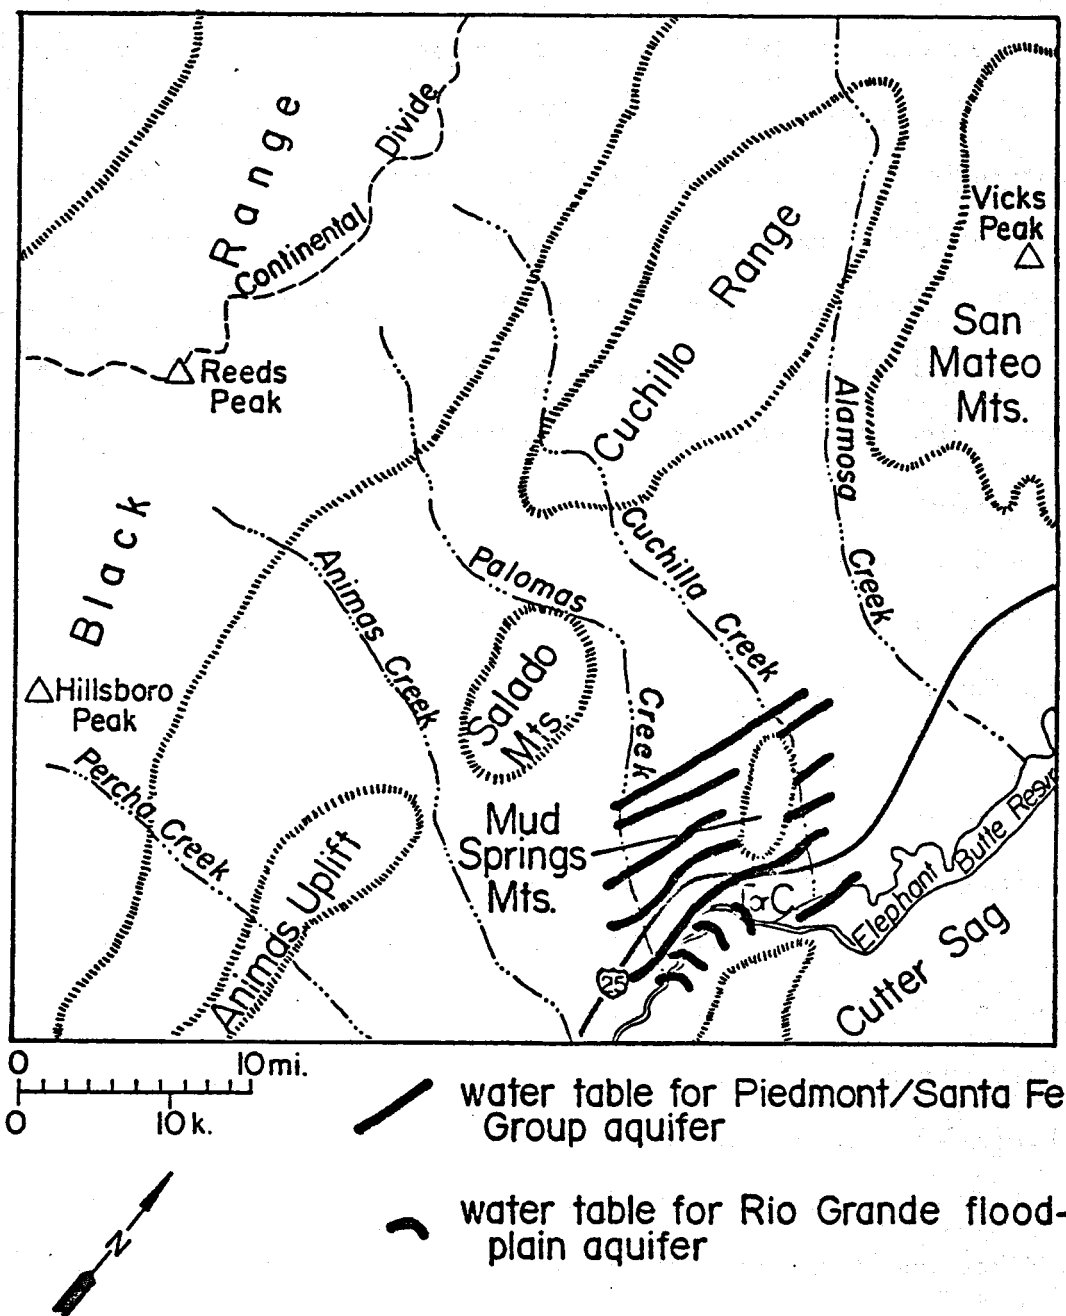 Range
Divide
Continental
Vicks
Peak
Cuchillo Range
San
Mateo
Mts.
Reeds
Peak
Alamosa
Creek
Black
Cuchilla Creek
Palomas
Creek
Animas Creek
Salado
Mts.
Hillsboro
Peak
Percha Creek
Mud
Springs
Mts.
Animas Uplift
Elephant Butte Resvr
Cutter Sag
25
0 10 mi.
0 10 k.
water table for Piedmont/Santa Fe
Group aquifer
water table for Rio Grande flood-
plain aquifer
N